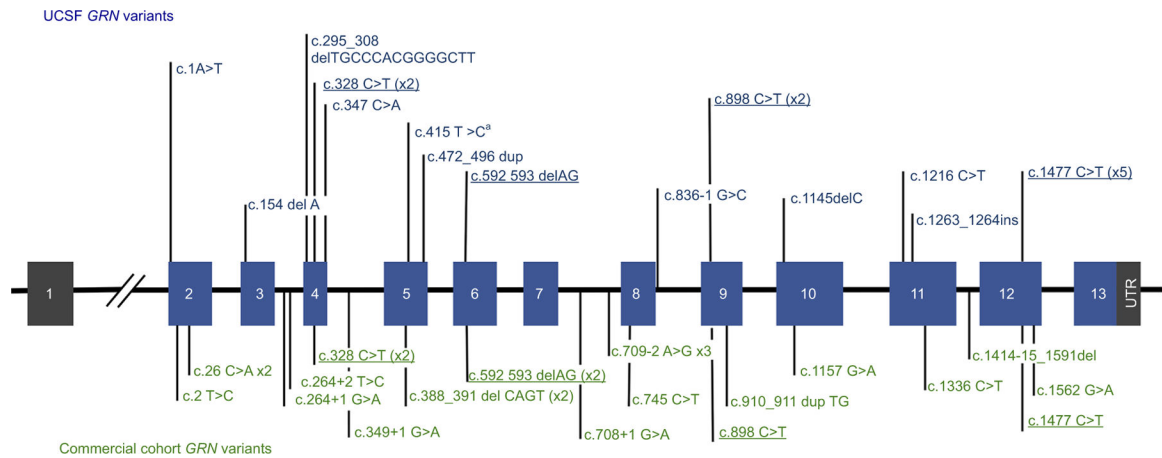 UCSF GRN variants
c.295_308
delTGCCCACGGGGCTT
c.1A>T
c.328 C>T (x2)
c.347 C>A
c.898 C>T (x2)
c.415 T >Cᵃ
c.472_496 dup
c.592 593 delAG
c.154 del A
c.836-1 G>C
c.1145delC
c.1216 C>T
c.1263_1264ins
c.1477 C>T (x5)
1
2
3
4
5
6
7
8
9
10
11
12
13
UTR
c.26 C>A x2
c.2 T>C
c.328 C>T (x2)
c.264+2 T>C
c.264+1 G>A
c.349+1 G>A
c.388_391 del CAGT (x2)
c.592 593 delAG (x2)
c.709-2 A>G x3
c.745 C>T
c.708+1 G>A
c.910_911 dup TG
c.898 C>T
c.1157 G>A
c.1414-15_1591del
c.1336 C>T
c.1562 G>A
c.1477 C>T
Commercial cohort GRN variants